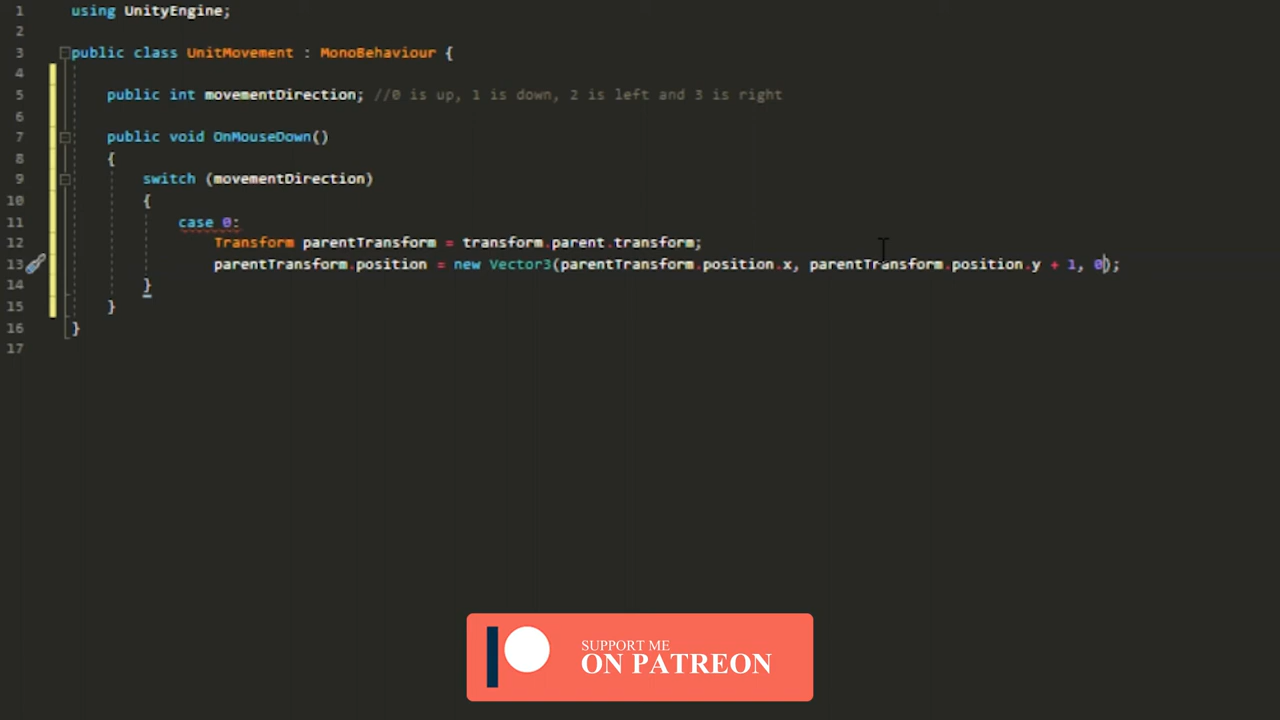 1 using UnityEngine;
2
3 public class UnitMovement : MonoBehaviour {
4
5 public int movementDirection; //0 is up, 1 is down, 2 is left and 3 is right
6
7 public void OnMouseDown()
8 {
9 switch (movementDirection)
10 {
11 case 0:
12 Transform parentTransform = transform.parent.transform;
13 parentTransform.position = new Vector3(parentTransform.position.x, parentTransform.position.y + 1, 0);
14 }
15 }
16 }
17
SUPPORT ME
ON PATREON